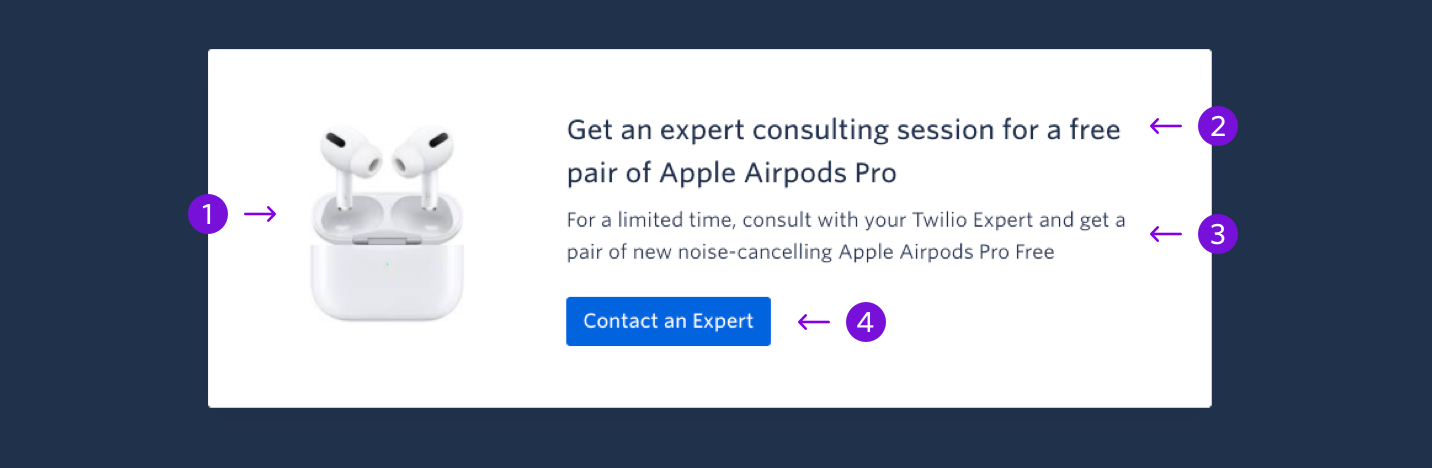 Get an expert consulting session for a free
2
pair of Apple Airpods Pro
1
For a limited time, consult with your Twilio Expert and get a
3
pair of new noise-cancelling Apple Airpods Pro Free
Contact an Expert
4